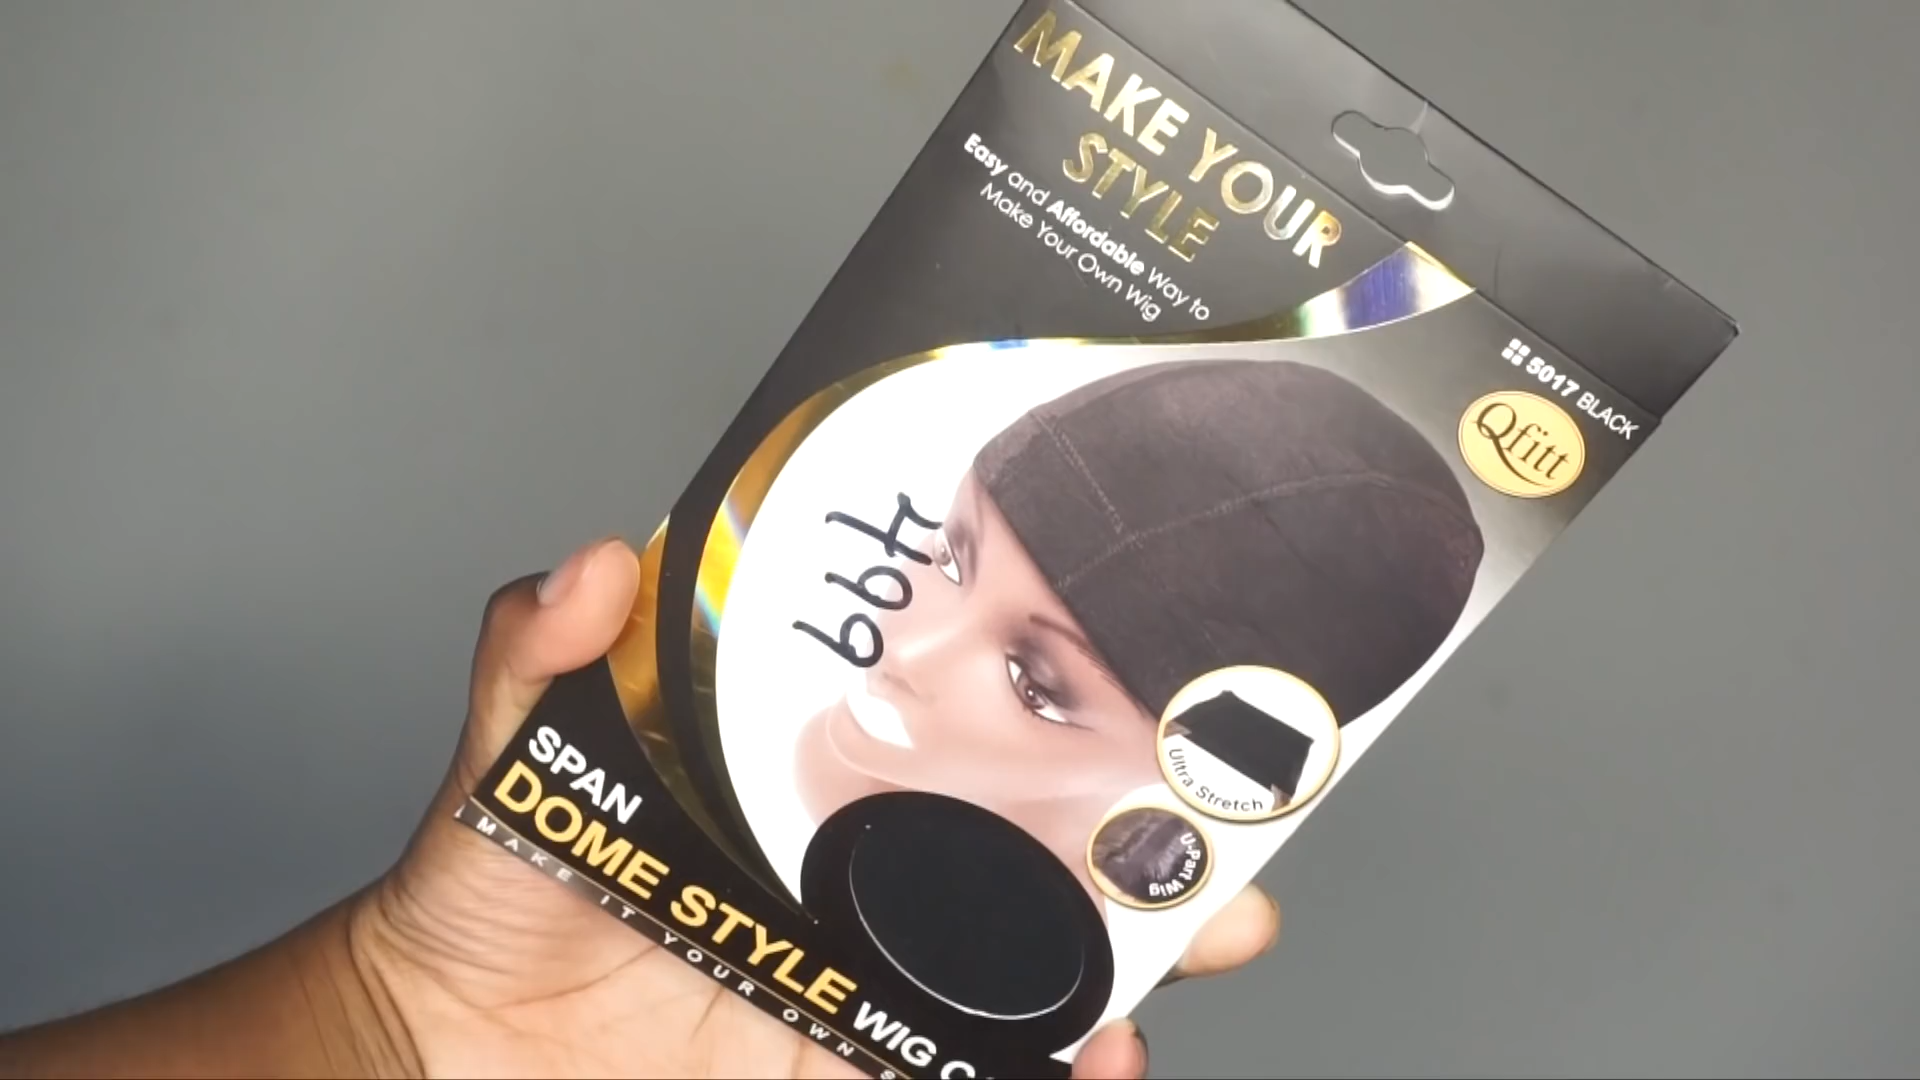 MAKE YOUR
STYLE
Easy and Affordable Way to
Make Your Own Wig
5017 BLACK
Qfitt
499
Ultra Stretch
U-Part Wig
SPAN
DOME STYLE WIG
MAKE IT YOUR OWN